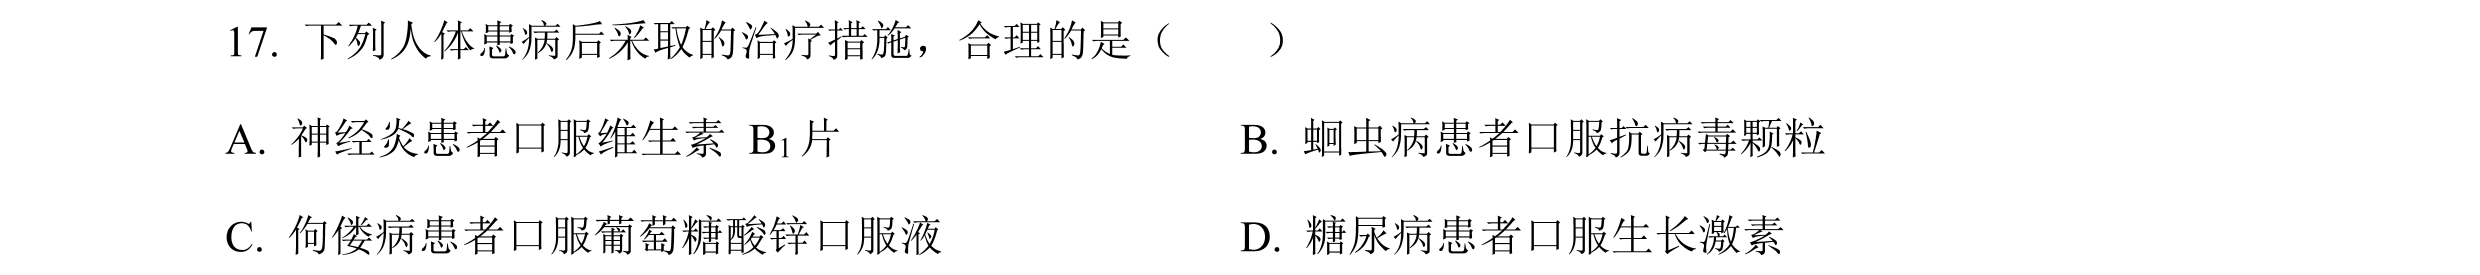 17. 下列人体患病后采取的治疗措施，合理的是（　　）
A. 神经炎患者口服维生素 B₁片　　B. 蛔虫病患者口服抗病毒颗粒
C. 佝偻病患者口服葡萄糖酸锌口服液　　D. 糖尿病患者口服生长激素